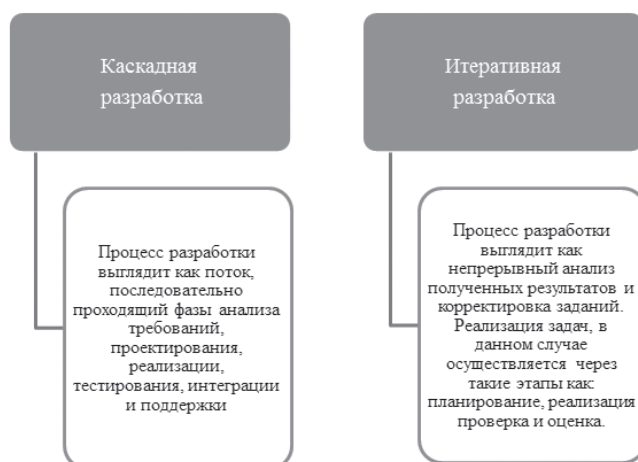 Каскадная
разработка
Процесс разработки
выглядит как поток,
последовательно
проходящий фазы анализа
требований,
проектирования,
реализации,
тестирования, интеграции
и поддержки
Итеративная
разработка
Процесс разработки
выглядит как
непрерывный анализ
полученных результатов и
корректировка заданий.
Реализация задач, в
данном случае
осуществляется через
такие этапы как:
планирование, реализация
проверка и оценка.